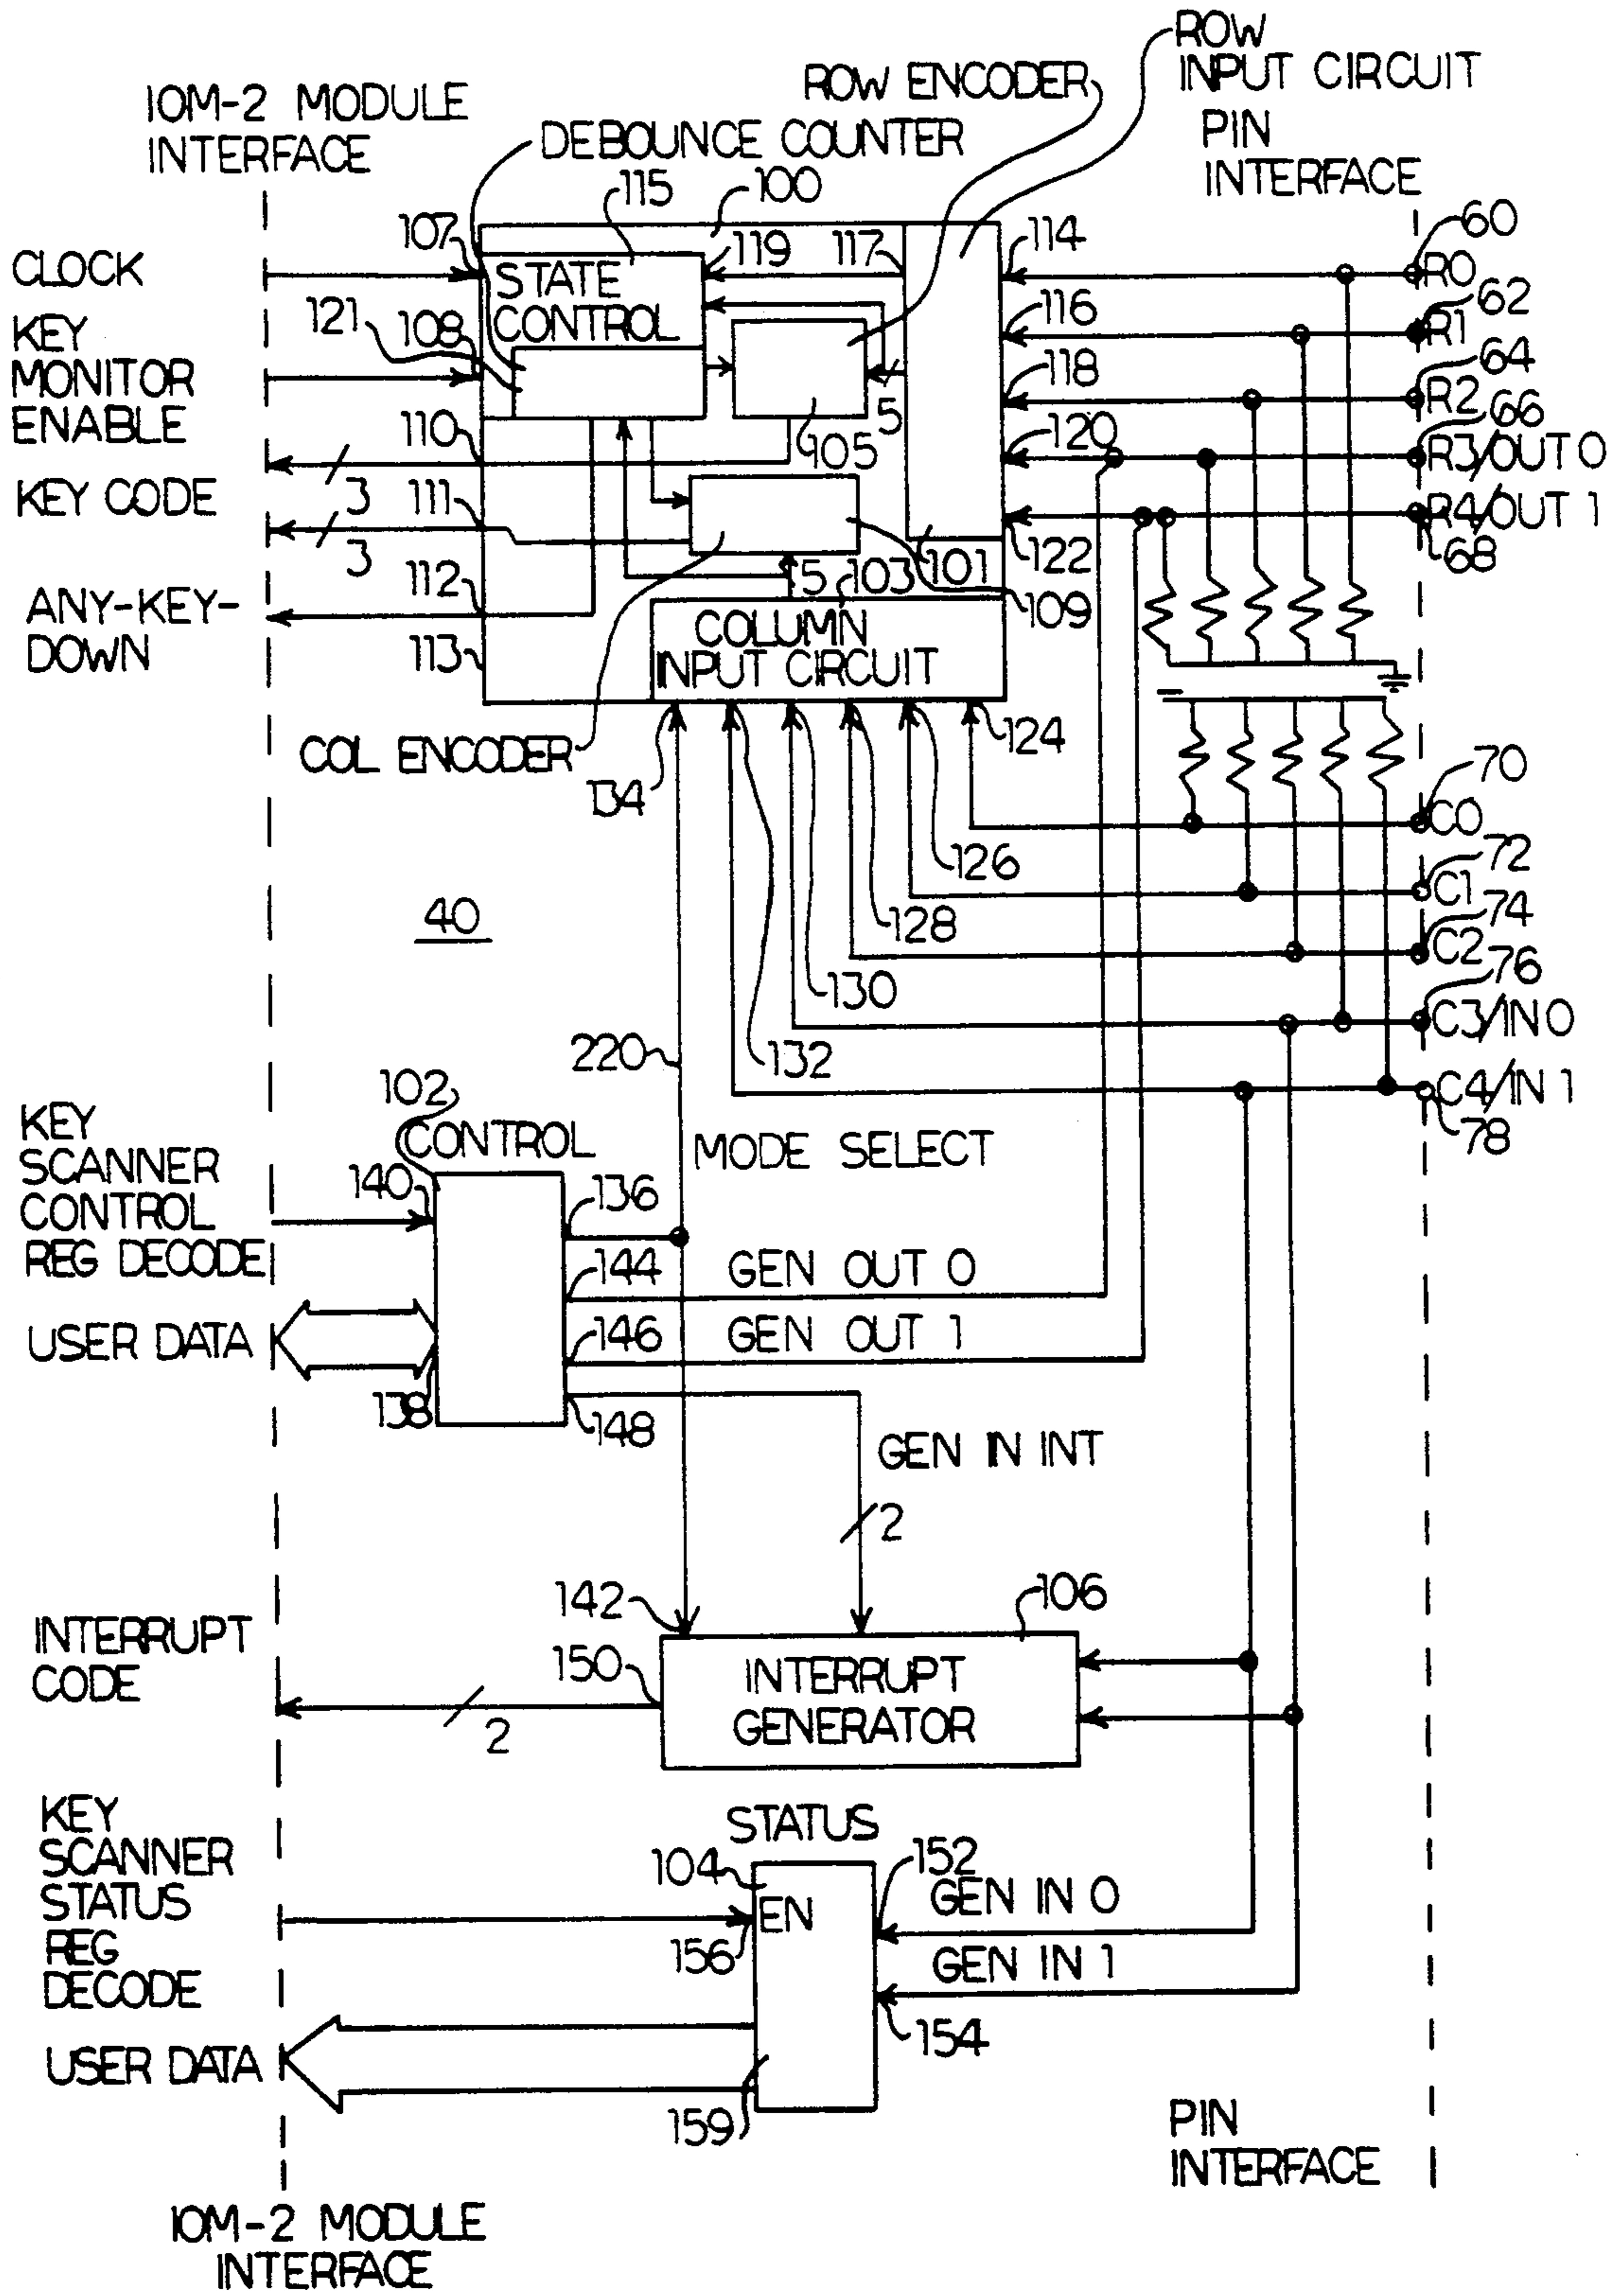 ROW
INPUT CIRCUIT
ROW ENCODER
IOM-2 MODULE
INTERFACE
DEBOUNCE COUNTER
PIN
INTERFACE
115
100
107
119
117
114
60
CLOCK
STATE
CONTROL
R0
121
108
116
62
R1
KEY
MONITOR
ENABLE
118
64
R2
5
66
110
105
120
R3/OUT 0
3
KEY CODE
111
R4/OUT 1
3
101
122
68
112
5
103
109
ANY-KEY-
DOWN
113
COLUMN
INPUT CIRCUIT
COL ENCODER
134
124
70
C0
126
72
C1
40
128
74
C2
130
76
C3/IN 0
220
132
C4/IN 1
78
102
CONTROL
KEY
SCANNER
CONTROL
REG DECODE
140
136
MODE SELECT
144
GEN OUT 0
USER DATA
146
GEN OUT 1
138
148
GEN IN INT
2
142
106
INTERRUPT
CODE
150
INTERRUPT
GENERATOR
2
KEY
SCANNER
STATUS
REG
DECODE
STATUS
104
152
EN
GEN IN 0
156
GEN IN 1
154
USER DATA
159
PIN
INTERFACE
IOM-2 MODULE
INTERFACE